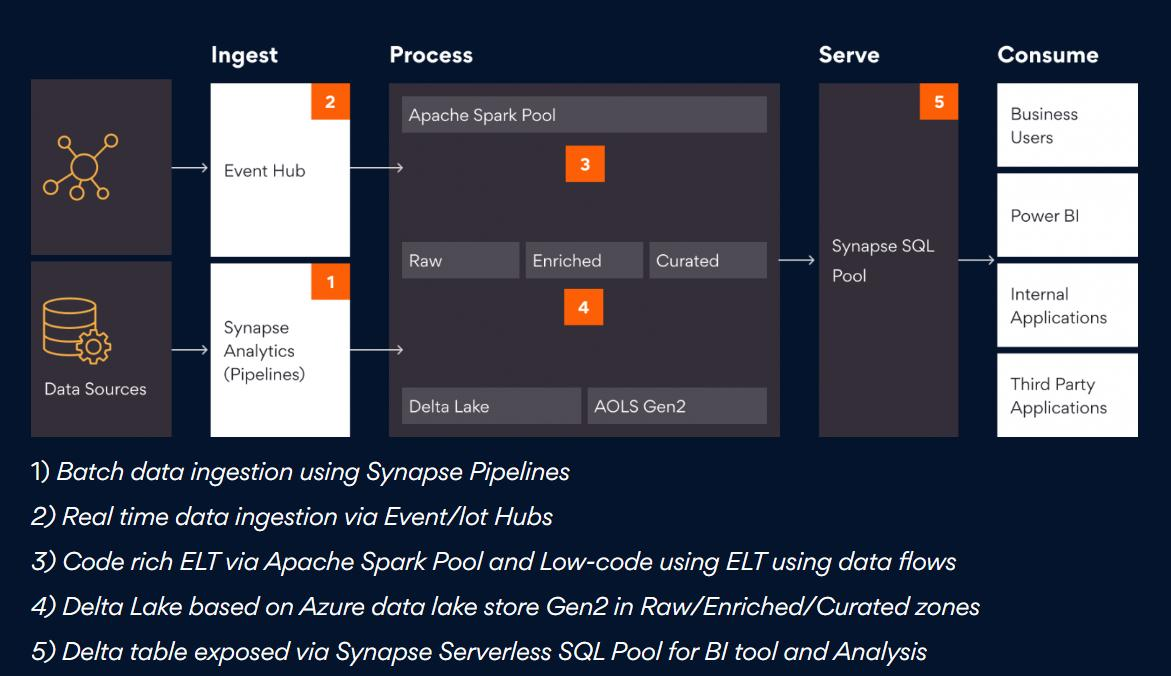 Ingest
Process
Serve
Consume
2
Event Hub
1
Synapse
Analytics
(Pipelines)
Data Sources
Apache Spark Pool
3
Raw
Enriched
Curated
4
Delta Lake
AOLS Gen2
5
Synapse SQL
Pool
Business
Users
Power BI
Internal
Applications
Third Party
Applications
1) Batch data ingestion using Synapse Pipelines
2) Real time data ingestion via Event/lot Hubs
3) Code rich ELT via Apache Spark Pool and Low-code using ELT using data flows
4) Delta Lake based on Azure data lake store Gen2 in Raw/Enriched/Curated zones
5) Delta table exposed via Synapse Serverless SQL Pool for BI tool and Analysis